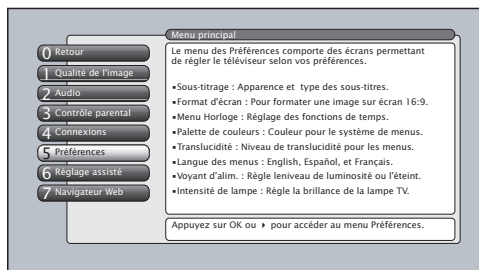 Menu principal
0 Retour
1 Qualité de l'image
2 Audio
3 Contrôle parental
4 Connexions
5 Préférences
6 Réglage assisté
7 Navigateur Web
Le menu des Préférences comporte des écrans permettant
de régler le téléviseur selon vos préférences.
▪Sous-titrage : Apparence et type des sous-titres.
▪Format d'écran : Pour formater une image sur écran 16:9.
▪Menu Horloge : Réglage des fonctions de temps.
▪Palette de couleurs : Couleur pour le système de menus.
▪Translucidité : Niveau de translucidité pour les menus.
▪Langue des menus : English, Español, et Français.
▪Voyant d'alim. : Règle leniveau de luminosité ou l'éteint.
▪Intensité de lampe : Règle la brillance de la lampe TV.
Appuyez sur OK ou ▸ pour accéder au menu Préférences.